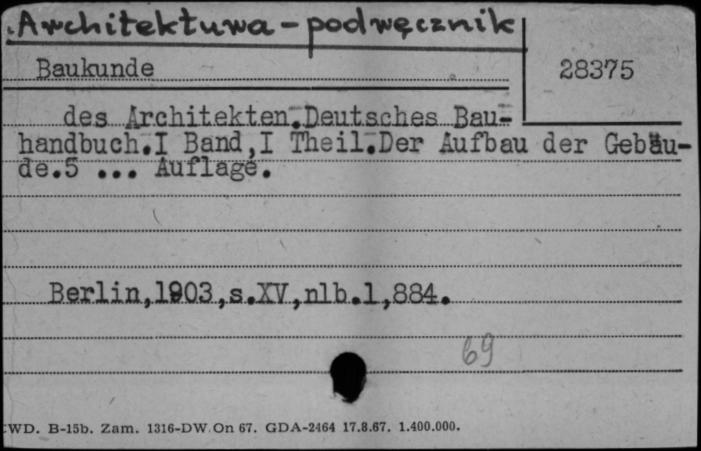 Architektura - podręcznik
Baukunde
28375
des Architekten.Deutsches Bau-
handbuch.I Band,I Theil.Der Aufbau der Gebäu-
de.5 ... Auflage.
Berlin,1903,s.XV,nlb.1,884.
69
WD. B-15b. Zam. 1316-DW.On 67. GDA-2464 17.8.67. 1.400.000.